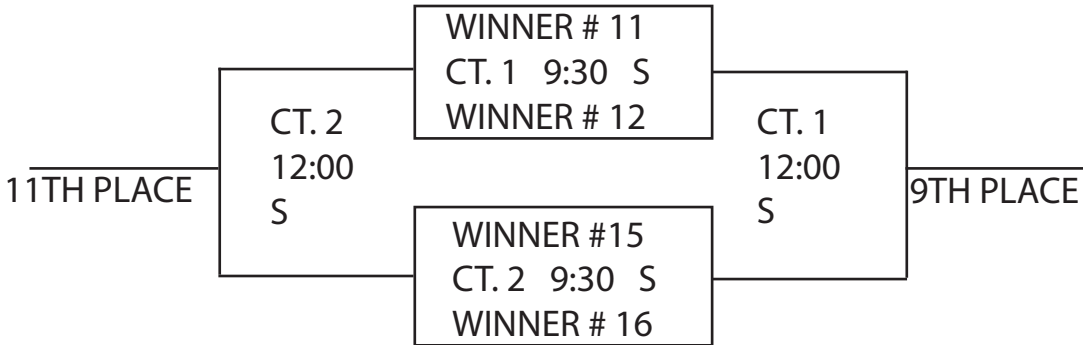 WINNER # 11
CT. 1 9:30 S
WINNER # 12
CT. 2
12:00
S
11TH PLACE
CT. 1
12:00
S
9TH PLACE
WINNER #15
CT. 2 9:30 S
WINNER # 16